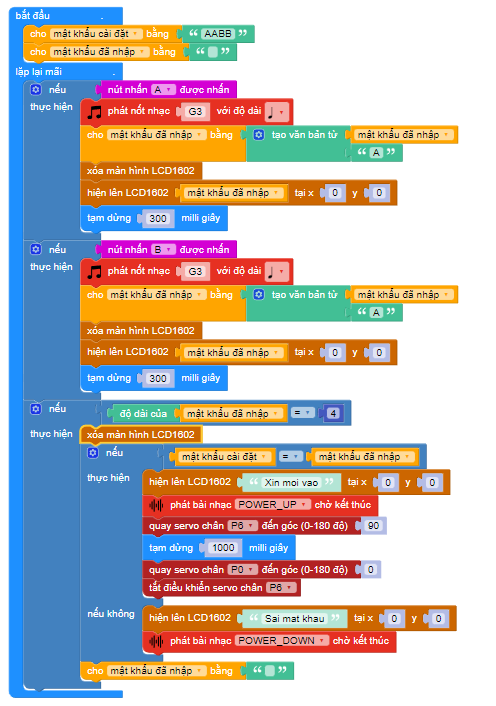 bắt đầu
cho mật khẩu cài đặt bằng “ AABB ”
cho mật khẩu đã nhập bằng “ ”
lặp lại mãi
nếu nút nhấn A được nhấn
thực hiện phát nốt nhạc G3 với độ dài ♩
cho mật khẩu đã nhập bằng tạo văn bản từ mật khẩu đã nhập
“ A ”
xóa màn hình LCD1602
hiện lên LCD1602 mật khẩu đã nhập tại x 0 y 0
tạm dừng 300 milli giây
nếu nút nhấn B được nhấn
thực hiện phát nốt nhạc G3 với độ dài ♩
cho mật khẩu đã nhập bằng tạo văn bản từ mật khẩu đã nhập
“ A ”
xóa màn hình LCD1602
hiện lên LCD1602 mật khẩu đã nhập tại x 0 y 0
tạm dừng 300 milli giây
nếu độ dài của mật khẩu đã nhập = 4
thực hiện xóa màn hình LCD1602
nếu mật khẩu cài đặt = mật khẩu đã nhập
thực hiện hiện lên LCD1602 “ Xin moi vao ” tại x 0 y 0
phát bài nhạc POWER_UP chờ kết thúc
quay servo chân P6 đến góc (0-180 độ) 90
tạm dừng 1000 milli giây
quay servo chân P0 đến góc (0-180 độ) 0
tắt điều khiển servo chân P6
nếu không hiện lên LCD1602 “ Sai mat khau ” tại x 0 y 0
phát bài nhạc POWER_DOWN chờ kết thúc
cho mật khẩu đã nhập bằng “ ”